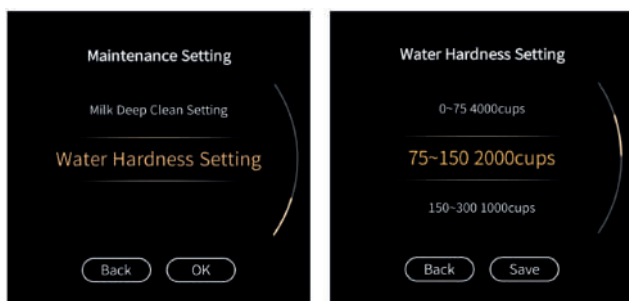 Maintenance Setting
Milk Deep Clean Setting
Water Hardness Setting
Back
OK
Water Hardness Setting
0~75 4000cups
75~150 2000cups
150~300 1000cups
Back
Save